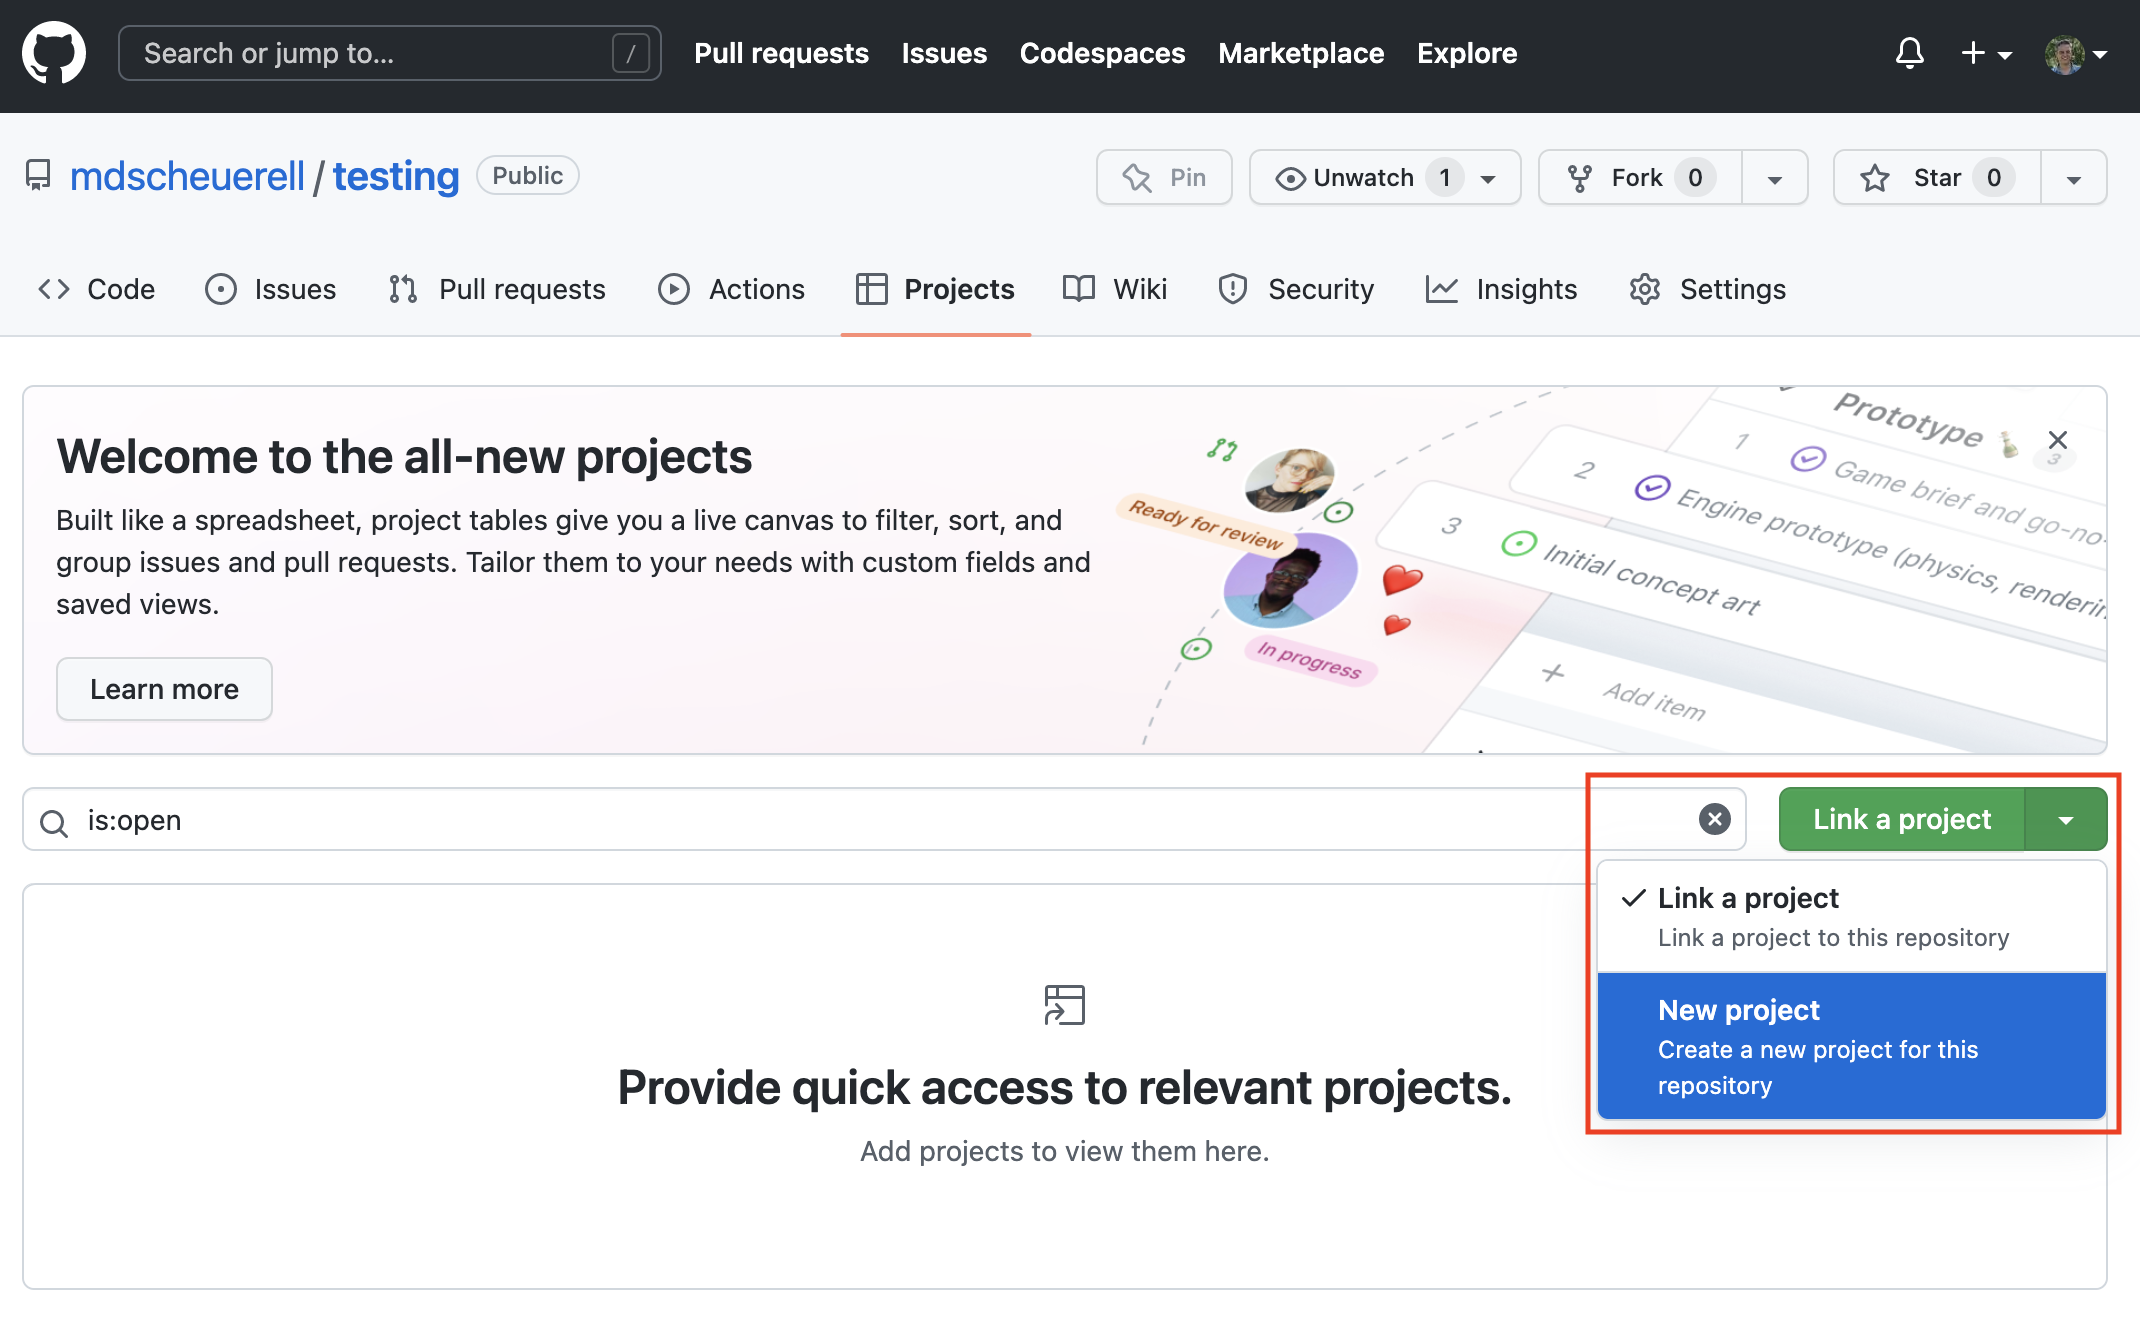 Search or jump to... /
Pull requests Issues Codespaces Marketplace Explore
mdscheuerell / testing Public
Pin
Unwatch 1
Fork 0
Star 0
Code Issues Pull requests Actions Projects Wiki Security Insights Settings
Welcome to the all-new projects
Built like a spreadsheet, project tables give you a live canvas to filter, sort, and
group issues and pull requests. Tailor them to your needs with custom fields and
saved views.
Learn more
Ready for review
In progress
Prototype 3
1 Game brief and go-no-
2 Engine prototype (physics, renderin
3 Initial concept art
+ Add item
is:open
Link a project
Link a project
Link a project to this repository
New project
Create a new project for this
repository
Provide quick access to relevant projects.
Add projects to view them here.